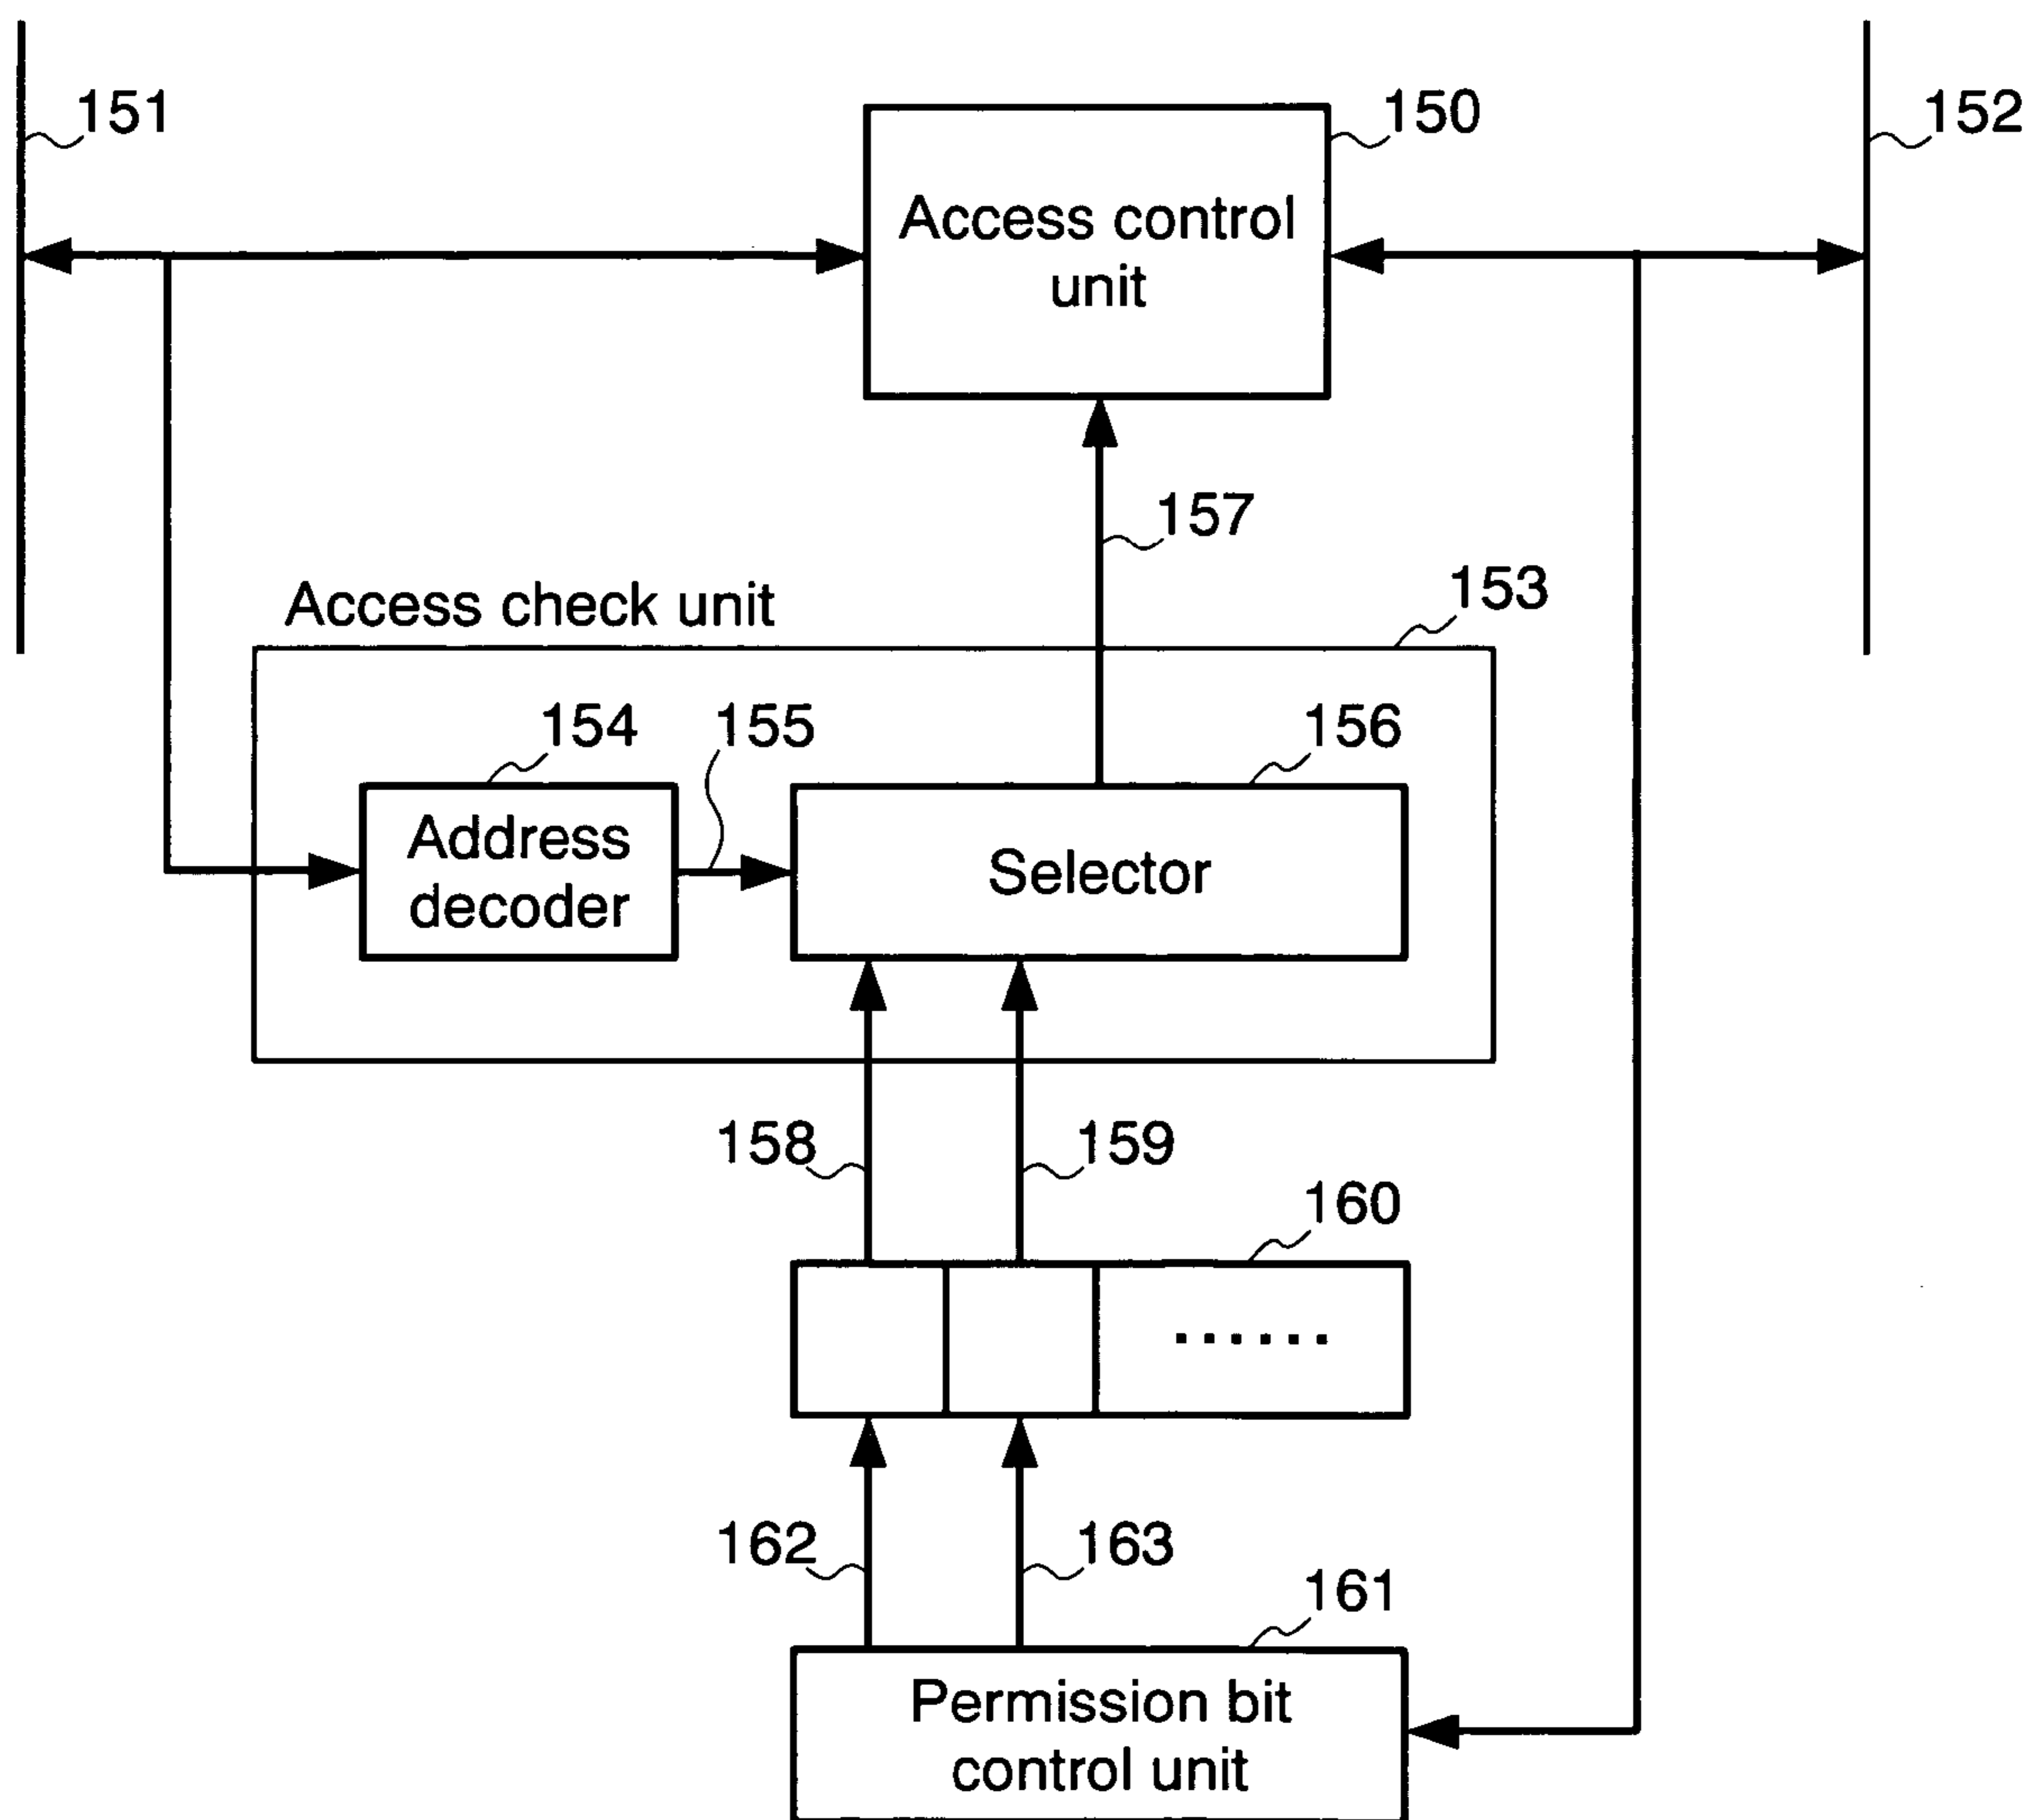 151
150
152
Access control
unit
157
153
Access check unit
154
155
156
Address
decoder
Selector
158
159
160
......
162
163
161
Permission bit
control unit